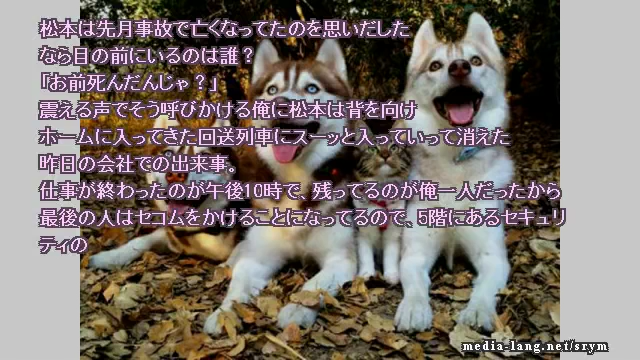 松本は先月事故で亡くなってたのを思いだした
なら目の前にいるのは誰？
「お前死んだんじゃ？」
震える声でそう呼びかける俺に松本は背を向け
ホームに入ってきた回送列車にスーッと入っていって消えた
昨日の会社での出来事。
仕事が終わったのが午後10時で、残ってるのが俺一人だったから
最後の人はセコムをかけることになってるので、5階にあるセキュリ
ティの
media-lang.net/srym